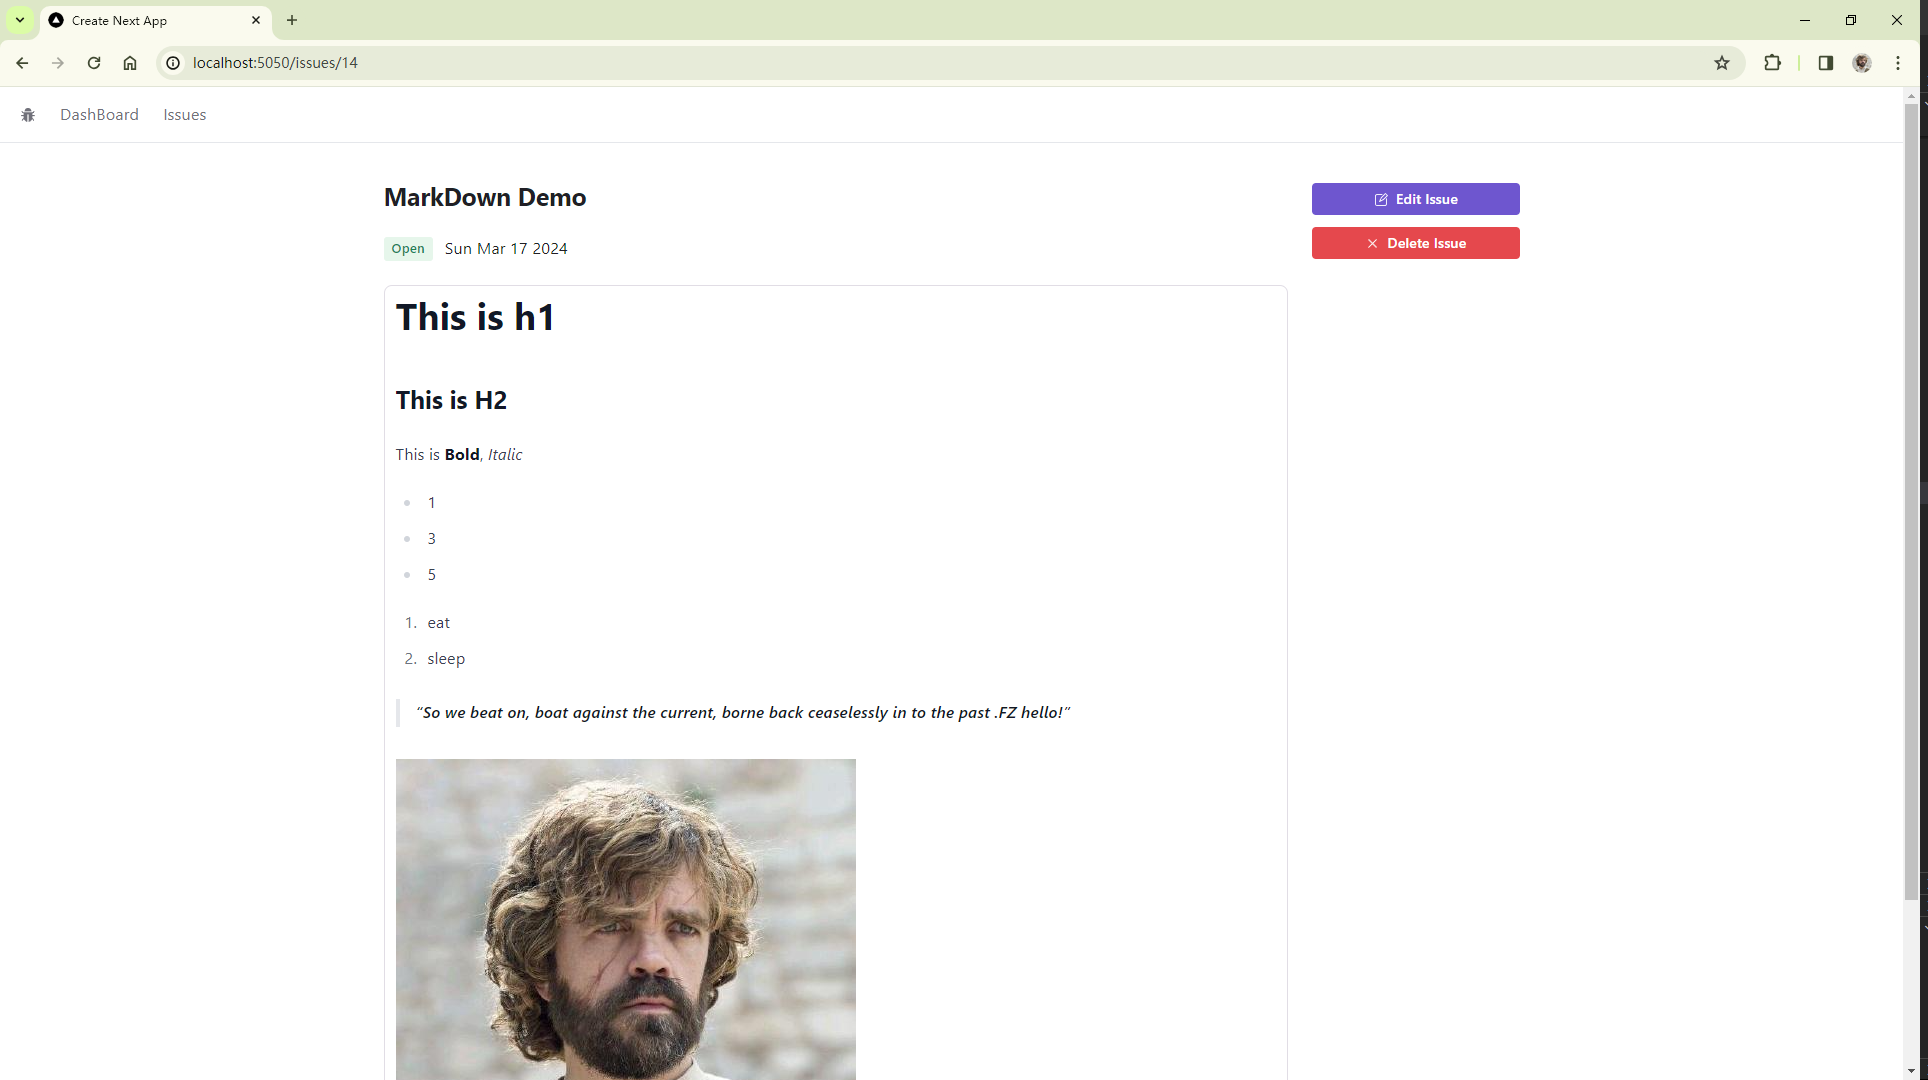 Create Next App
localhost:5050/issues/14
DashBoard
Issues
MarkDown Demo
Edit Issue
Open
Sun Mar 17 2024
Delete Issue
This is h1
This is H2
This is Bold, Italic
1
3
5
1. eat
2. sleep
“So we beat on, boat against the current, borne back ceaselessly in to the past .FZ hello!”